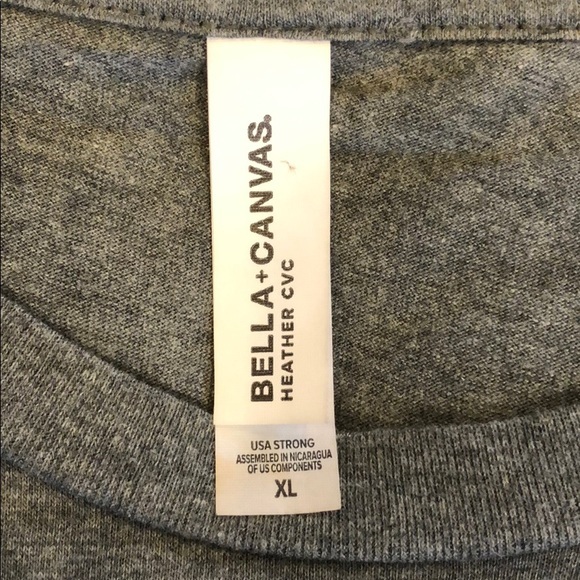 BELLA+CANVAS.
HEATHER CVC
USA STRONG
ASSEMBLED IN NICARAGUA
OF US COMPONENTS
XL